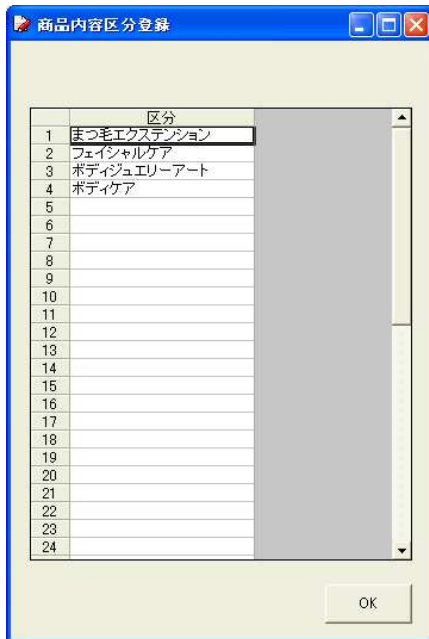 商品内容区分登録
区分
1 まつ毛エクステンション
2 フェイシャルケア
3 ボディジュエリーアート
4 ボディケア
5
6
7
8
9
10
11
12
13
14
15
16
17
18
19
20
21
22
23
24
OK